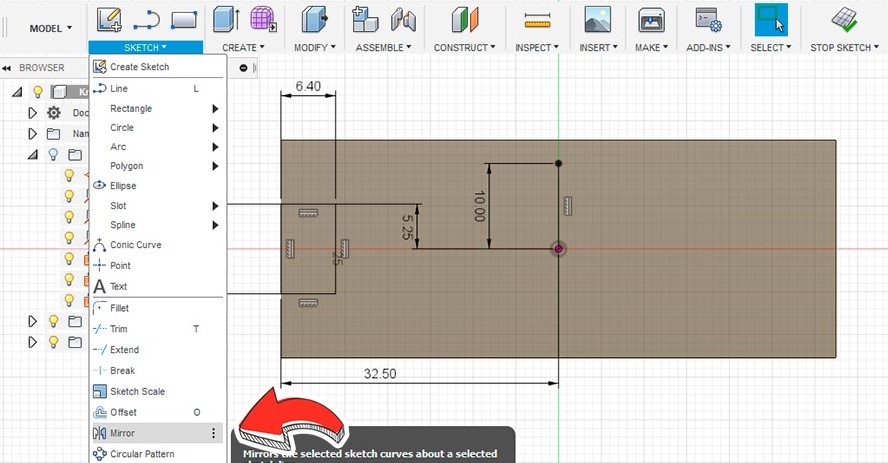 MODEL
SKETCH
CREATE
MODIFY
ASSEMBLE
CONSTRUCT
INSPECT
INSERT
MAKE
ADD-INS
SELECT
STOP SKETCH
BROWSER
Create Sketch
Line L
Rectangle
Circle
Arc
Polygon
Ellipse
Slot
Spline
Conic Curve
Point
Text
Fillet
Trim T
Extend
Break
Sketch Scale
Offset O
Mirror
Circular Pattern
Doc
Nam
6.40
10.00
5.25
32.50
Mirrors the selected sketch curves about a selected